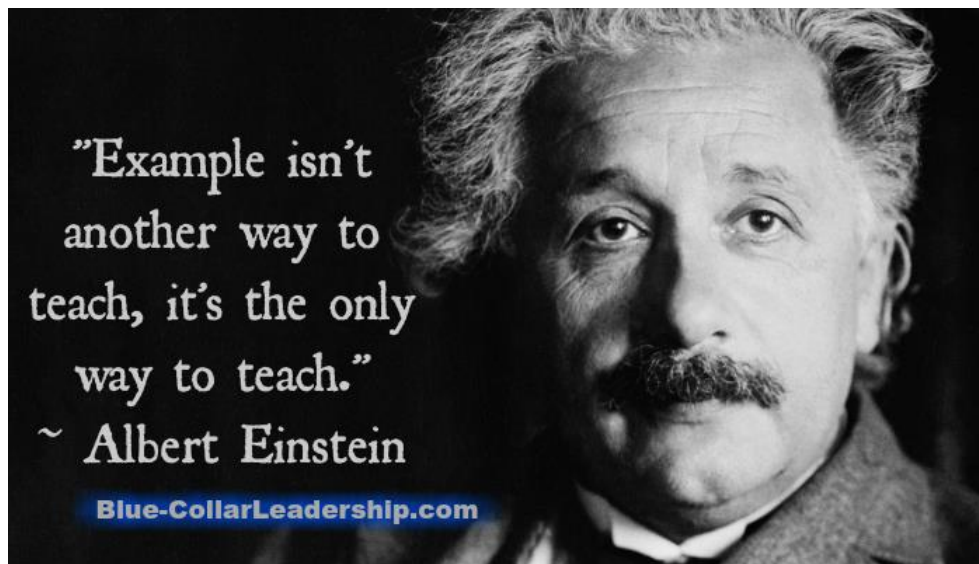 "Example isn't
another way to
teach, it's the only
way to teach."
~ Albert Einstein
Blue-CollarLeadership.com